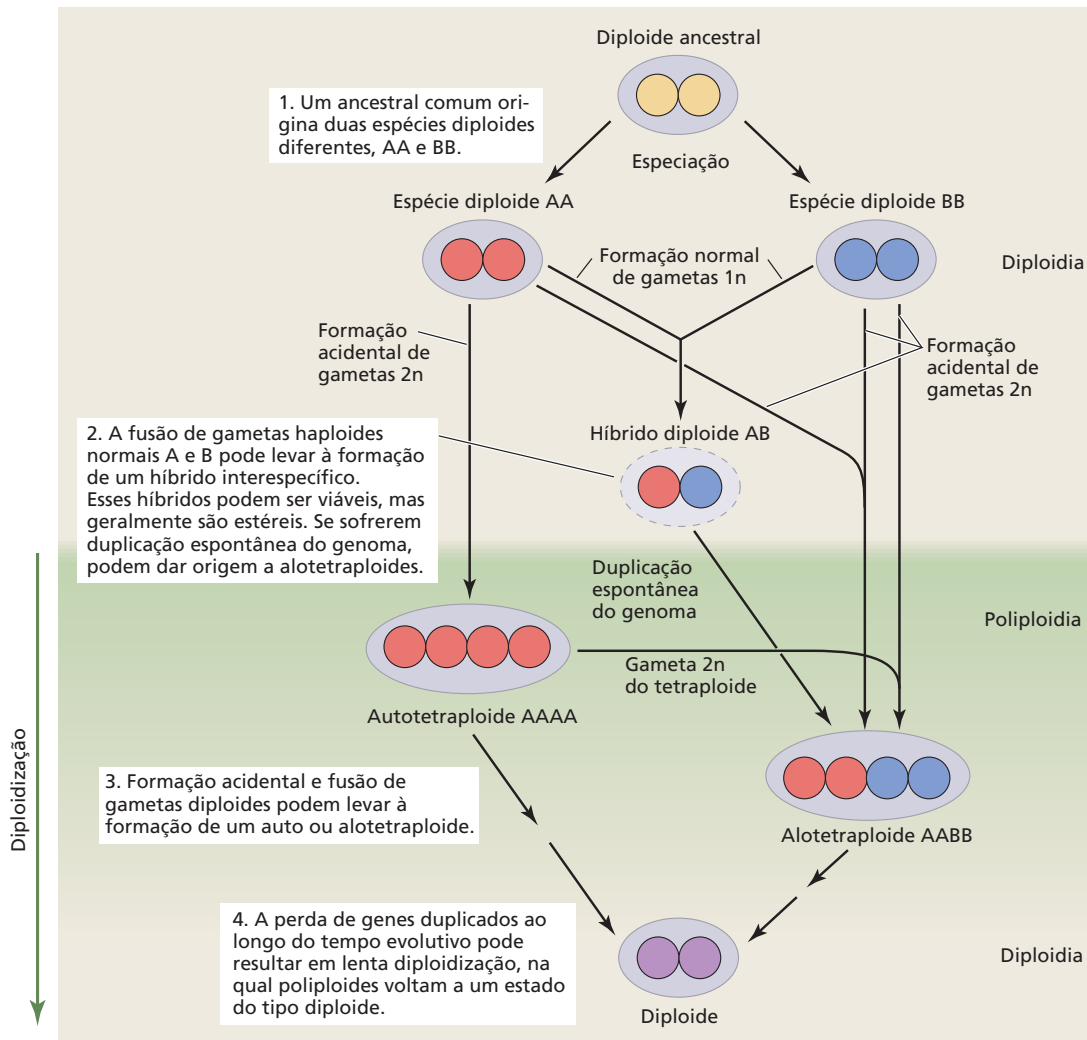 Diploide ancestral
1. Um ancestral comum ori-
gina duas espécies diploides
diferentes, AA e BB.
Especiação
Espécie diploide AA
Espécie diploide BB
Formação normal
de gametas 1n
Diploidia
Formação
acidental de
gametas 2n
Formação
acidental de
gametas 2n
2. A fusão de gametas haploides
normais A e B pode levar à formação
de um híbrido interespecífico.
Esses híbridos podem ser viáveis, mas
geralmente são estéreis. Se sofrerem
duplicação espontânea do genoma,
podem dar origem a alotetraploides.
Híbrido diploide AB
Duplicação
espontânea
do genoma
Poliploidia
Gameta 2n
do tetraploide
Autotetraploide AAAA
Diploidização
3. Formação acidental e fusão de
gametas diploides podem levar à
formação de um auto ou alotetraploide.
Alotetraploide AABB
4. A perda de genes duplicados ao
longo do tempo evolutivo pode
resultar em lenta diploidização, na
qual poliploides voltam a um estado
do tipo diploide.
Diploidia
Diploide